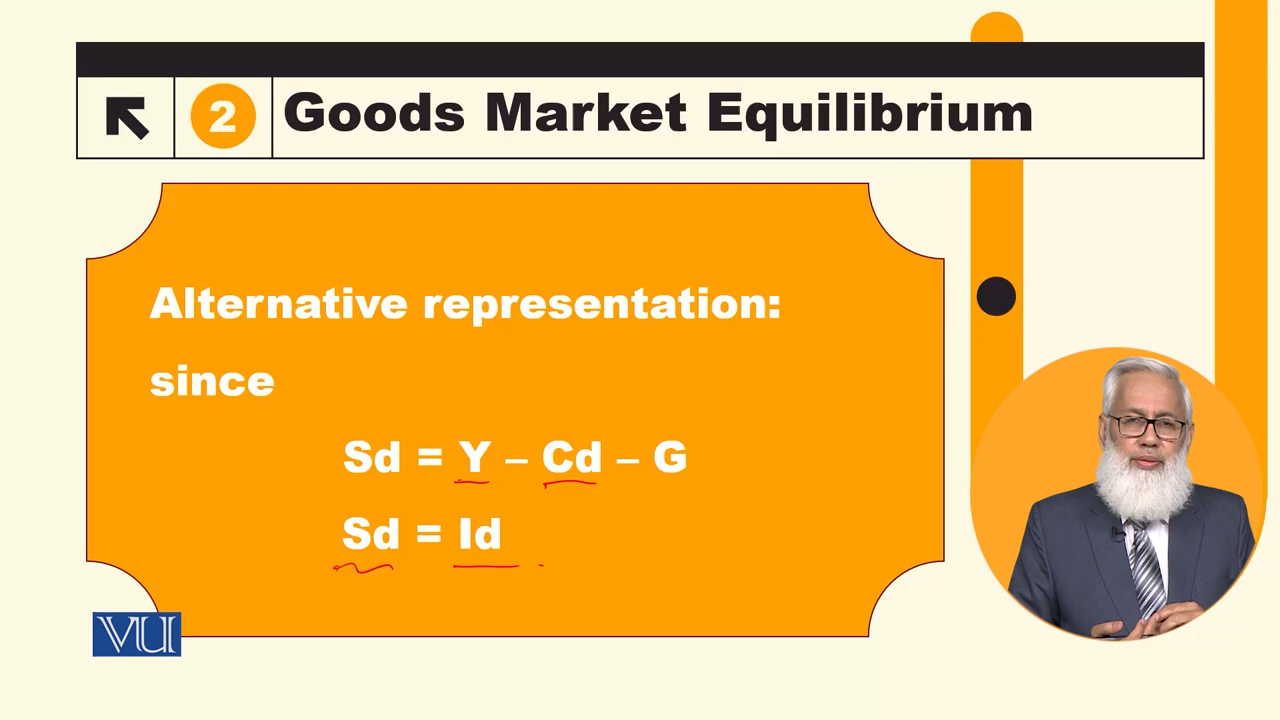 2 Goods Market Equilibrium
Alternative representation:
since
Sd = Y – Cd – G
Sd = Id
VU